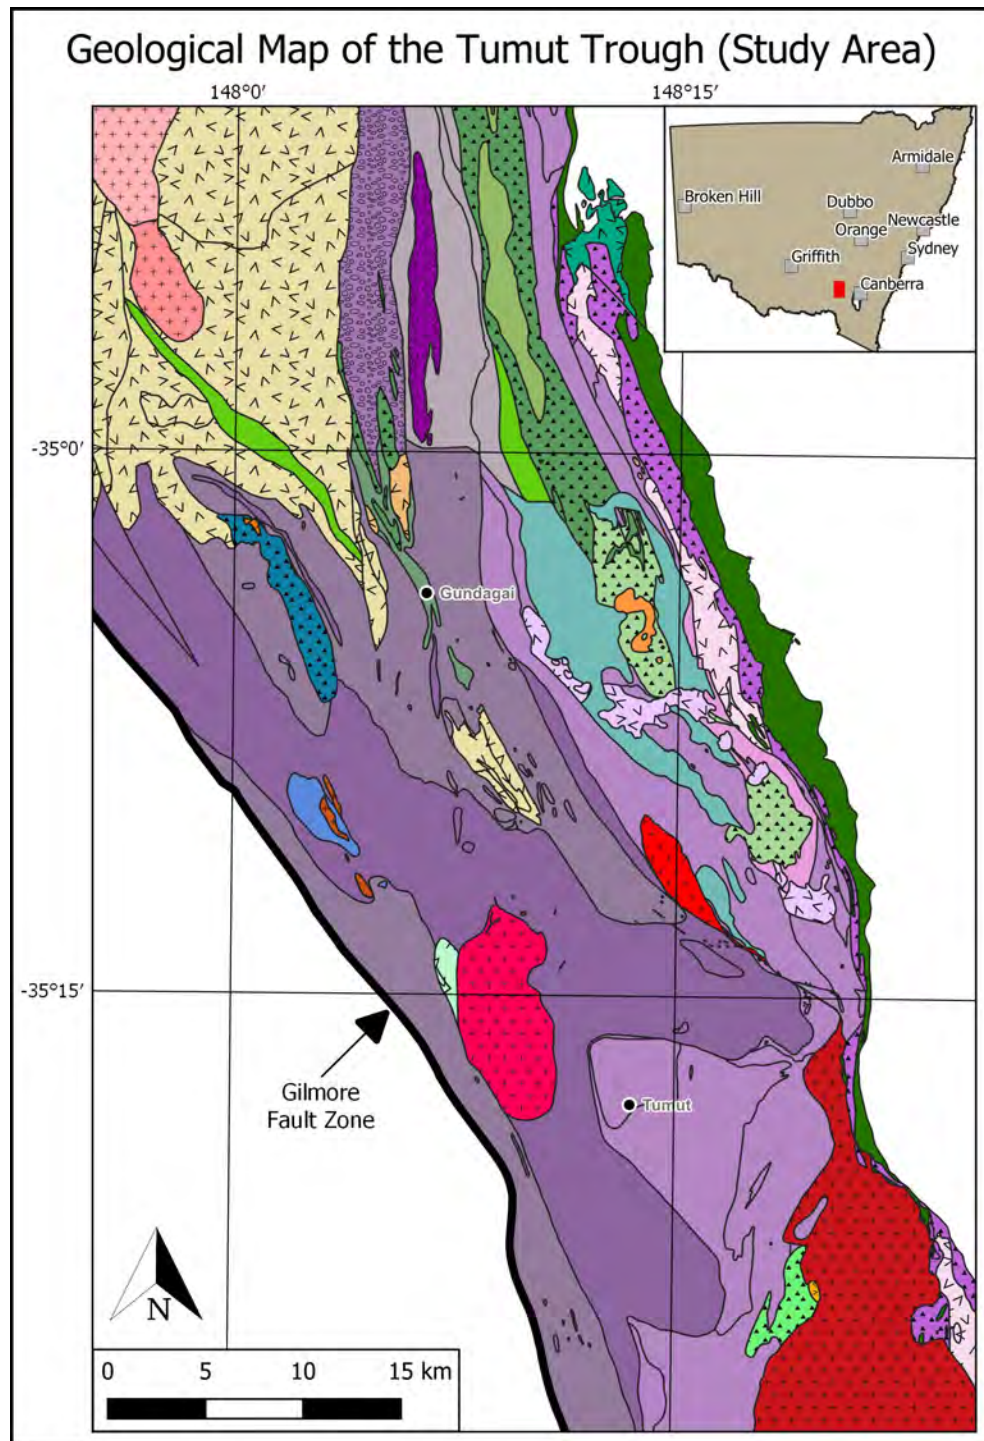 Geological Map of the Tumut Trough (Study Area)
148°0′
148°15′
Armidale
Broken Hill
Dubbo
Newcastle
Orange
Sydney
Griffith
Canberra
-35°0′
Gundagai
-35°15′
Gilmore
Fault Zone
Tumut
N
0 5 10 15 km